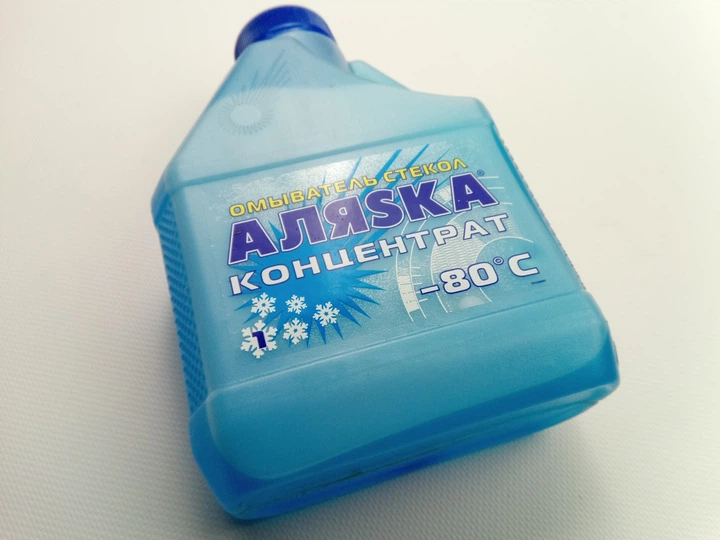 ОМЫВАТЕЛЬ СТЕКОЛ
АЛЯSKA®
КОНЦЕНТРАТ
-80°C
1